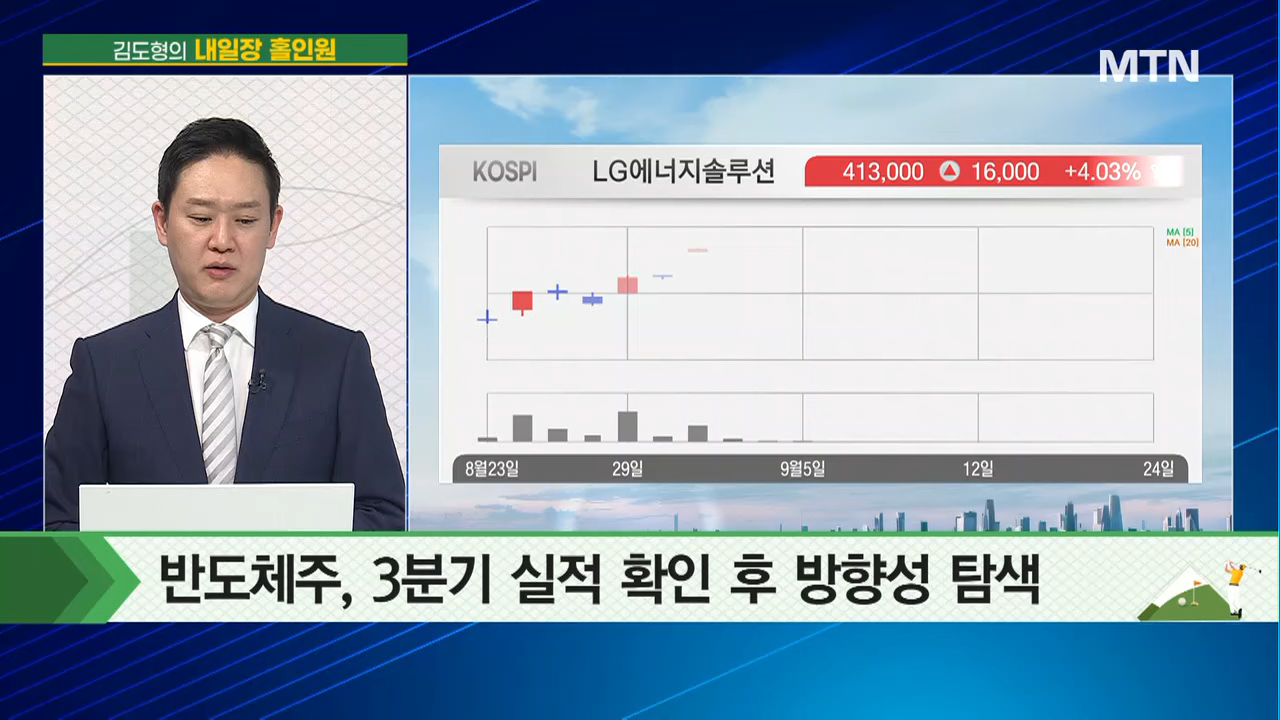 김도형의 내일장 홀인원
MTN
KOSPI LG에너지솔루션 413,000 16,000 +4.03%
MA [5]
MA [20]
8월23일 29일 9월5일 12일 24일
반도체주, 3분기 실적 확인 후 방향성 탐색